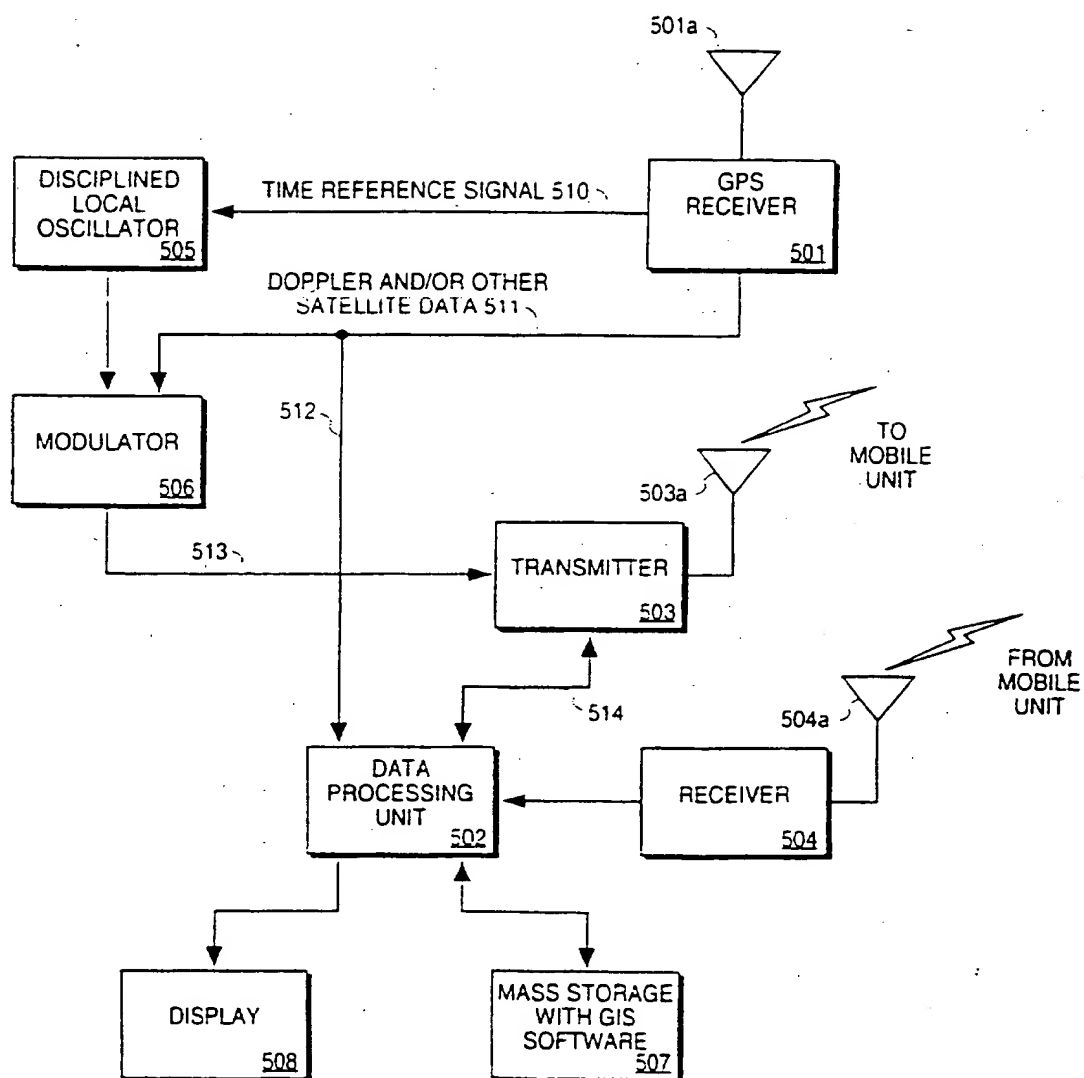 501a
DISCIPLINED
LOCAL
OSCILLATOR
505
TIME REFERENCE SIGNAL 510
GPS
RECEIVER
501
DOPPLER AND/OR OTHER
SATELLITE DATA 511
MODULATOR
506
512
TO
MOBILE
UNIT
503a
513
TRANSMITTER
503
514
FROM
MOBILE
UNIT
504a
DATA
PROCESSING
UNIT
502
RECEIVER
504
DISPLAY
508
MASS STORAGE
WITH GIS
SOFTWARE
507